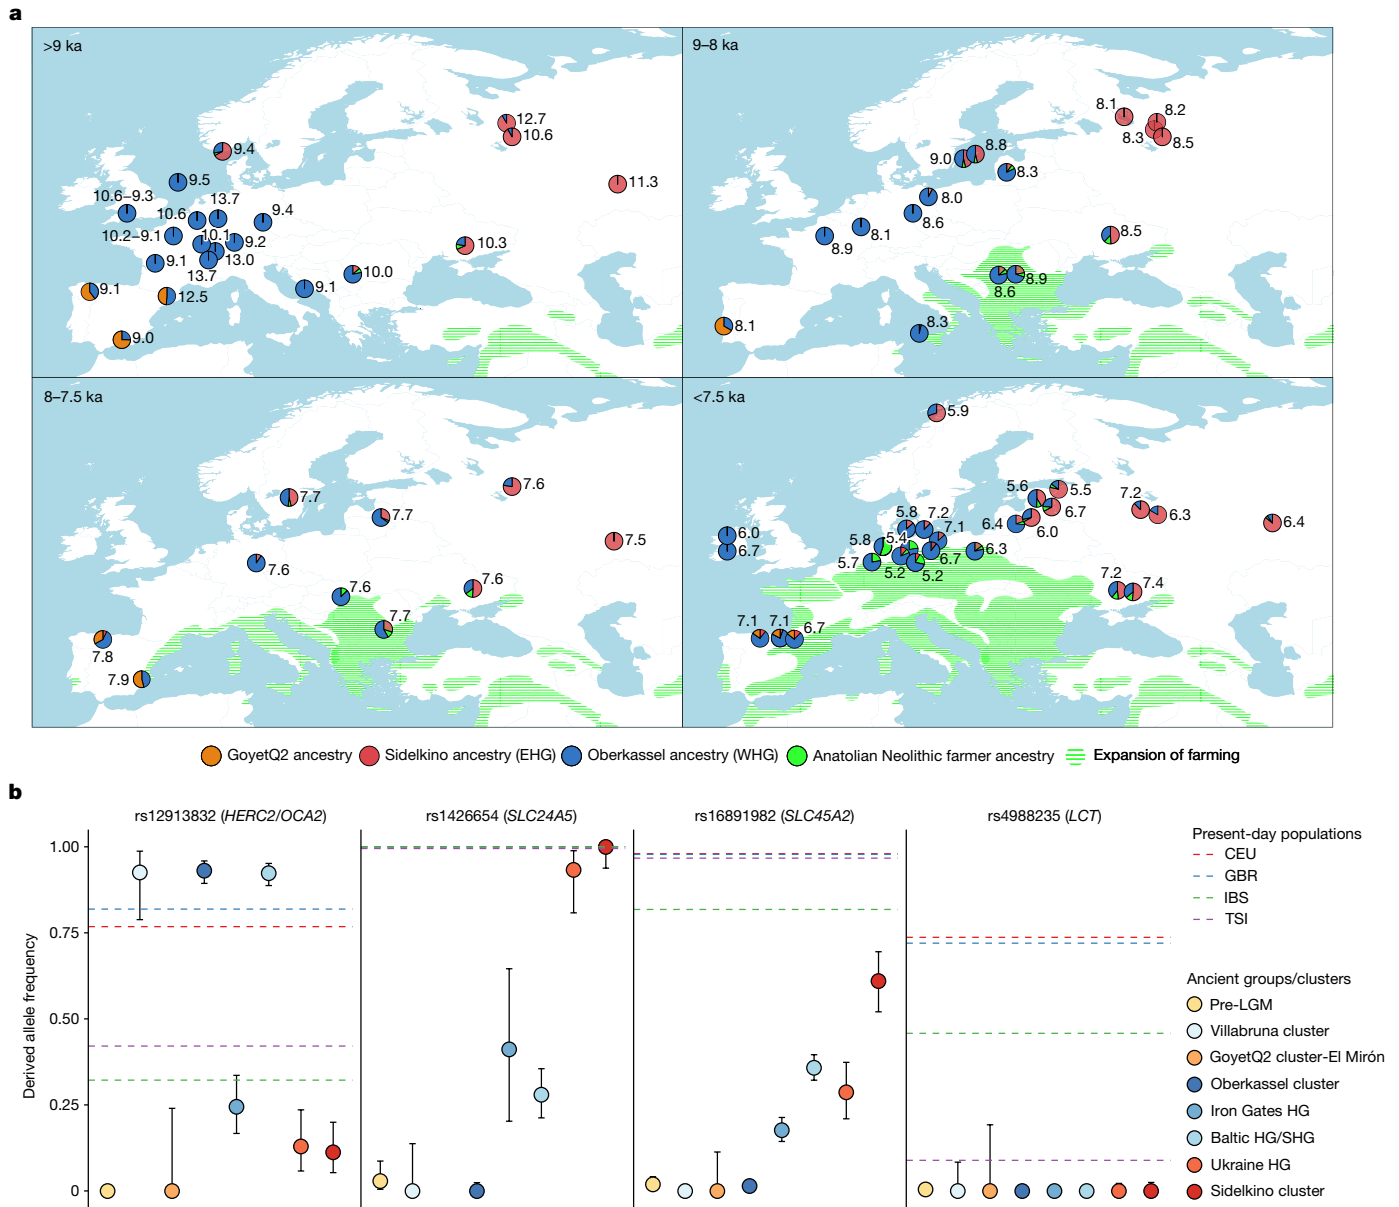 a
>9 ka
12.7
10.6
9.4
11.3
9.5
10.6–9.3
13.7
10.6
9.4
10.2–9.1
10.1
9.2
10.3
13.0
9.1
13.7
10.0
9.1
9.1
12.5
9.0
9–8 ka
8.1
8.2
8.3
8.5
8.8
9.0
8.3
8.0
8.6
8.1
8.9
8.5
8.9
8.6
8.3
8.1
8–7.5 ka
7.6
7.7
7.7
7.5
7.6
7.6
7.6
7.7
7.8
7.9
<7.5 ka
5.9
5.6
5.5
7.2
6.7
6.3
6.4
6.4
6.0
5.8
7.2
7.1
6.0
5.8
5.4
6.7
6.7
6.3
5.7
5.2
5.2
7.2
7.4
7.1
7.1
6.7
GoyetQ2 ancestry
Sidelkino ancestry (EHG)
Oberkassel ancestry (WHG)
Anatolian Neolithic farmer ancestry
Expansion of farming
b
rs12913832 (HERC2/OCA2)
rs1426654 (SLC24A5)
rs16891982 (SLC45A2)
rs4988235 (LCT)
Derived allele frequency
1.00
0.75
0.50
0.25
0
Present-day populations
CEU
GBR
IBS
TSI
Ancient groups/clusters
Pre-LGM
Villabruna cluster
GoyetQ2 cluster-El Mirón
Oberkassel cluster
Iron Gates HG
Baltic HG/SHG
Ukraine HG
Sidelkino cluster